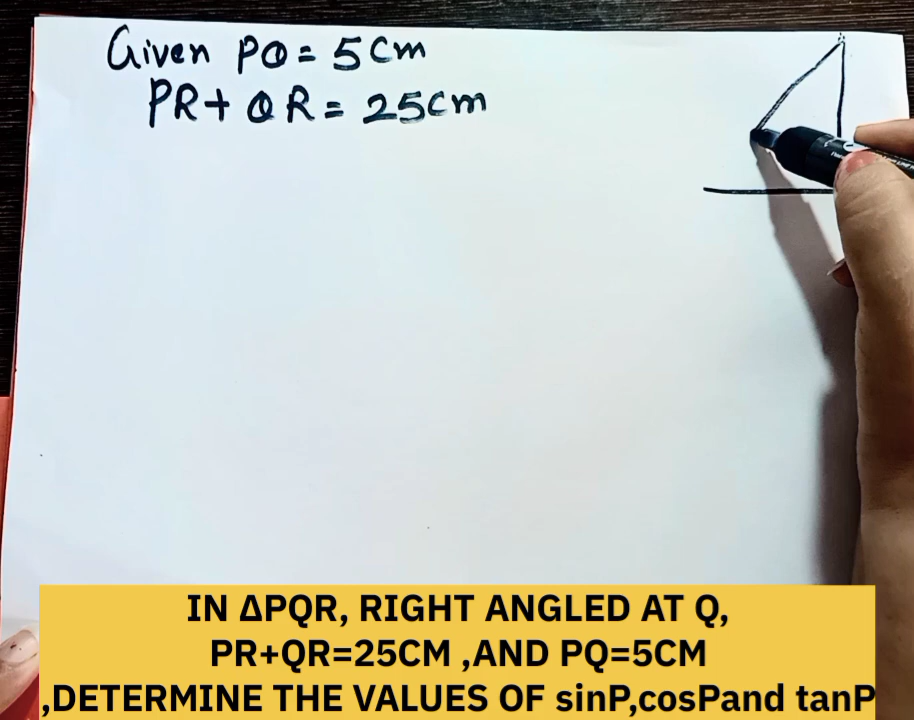 Given PQ = 5cm
PR + QR = 25cm
IN ΔPQR, RIGHT ANGLED AT Q,
PR+QR=25CM ,AND PQ=5CM
,DETERMINE THE VALUES OF sinP,cosPand tanP